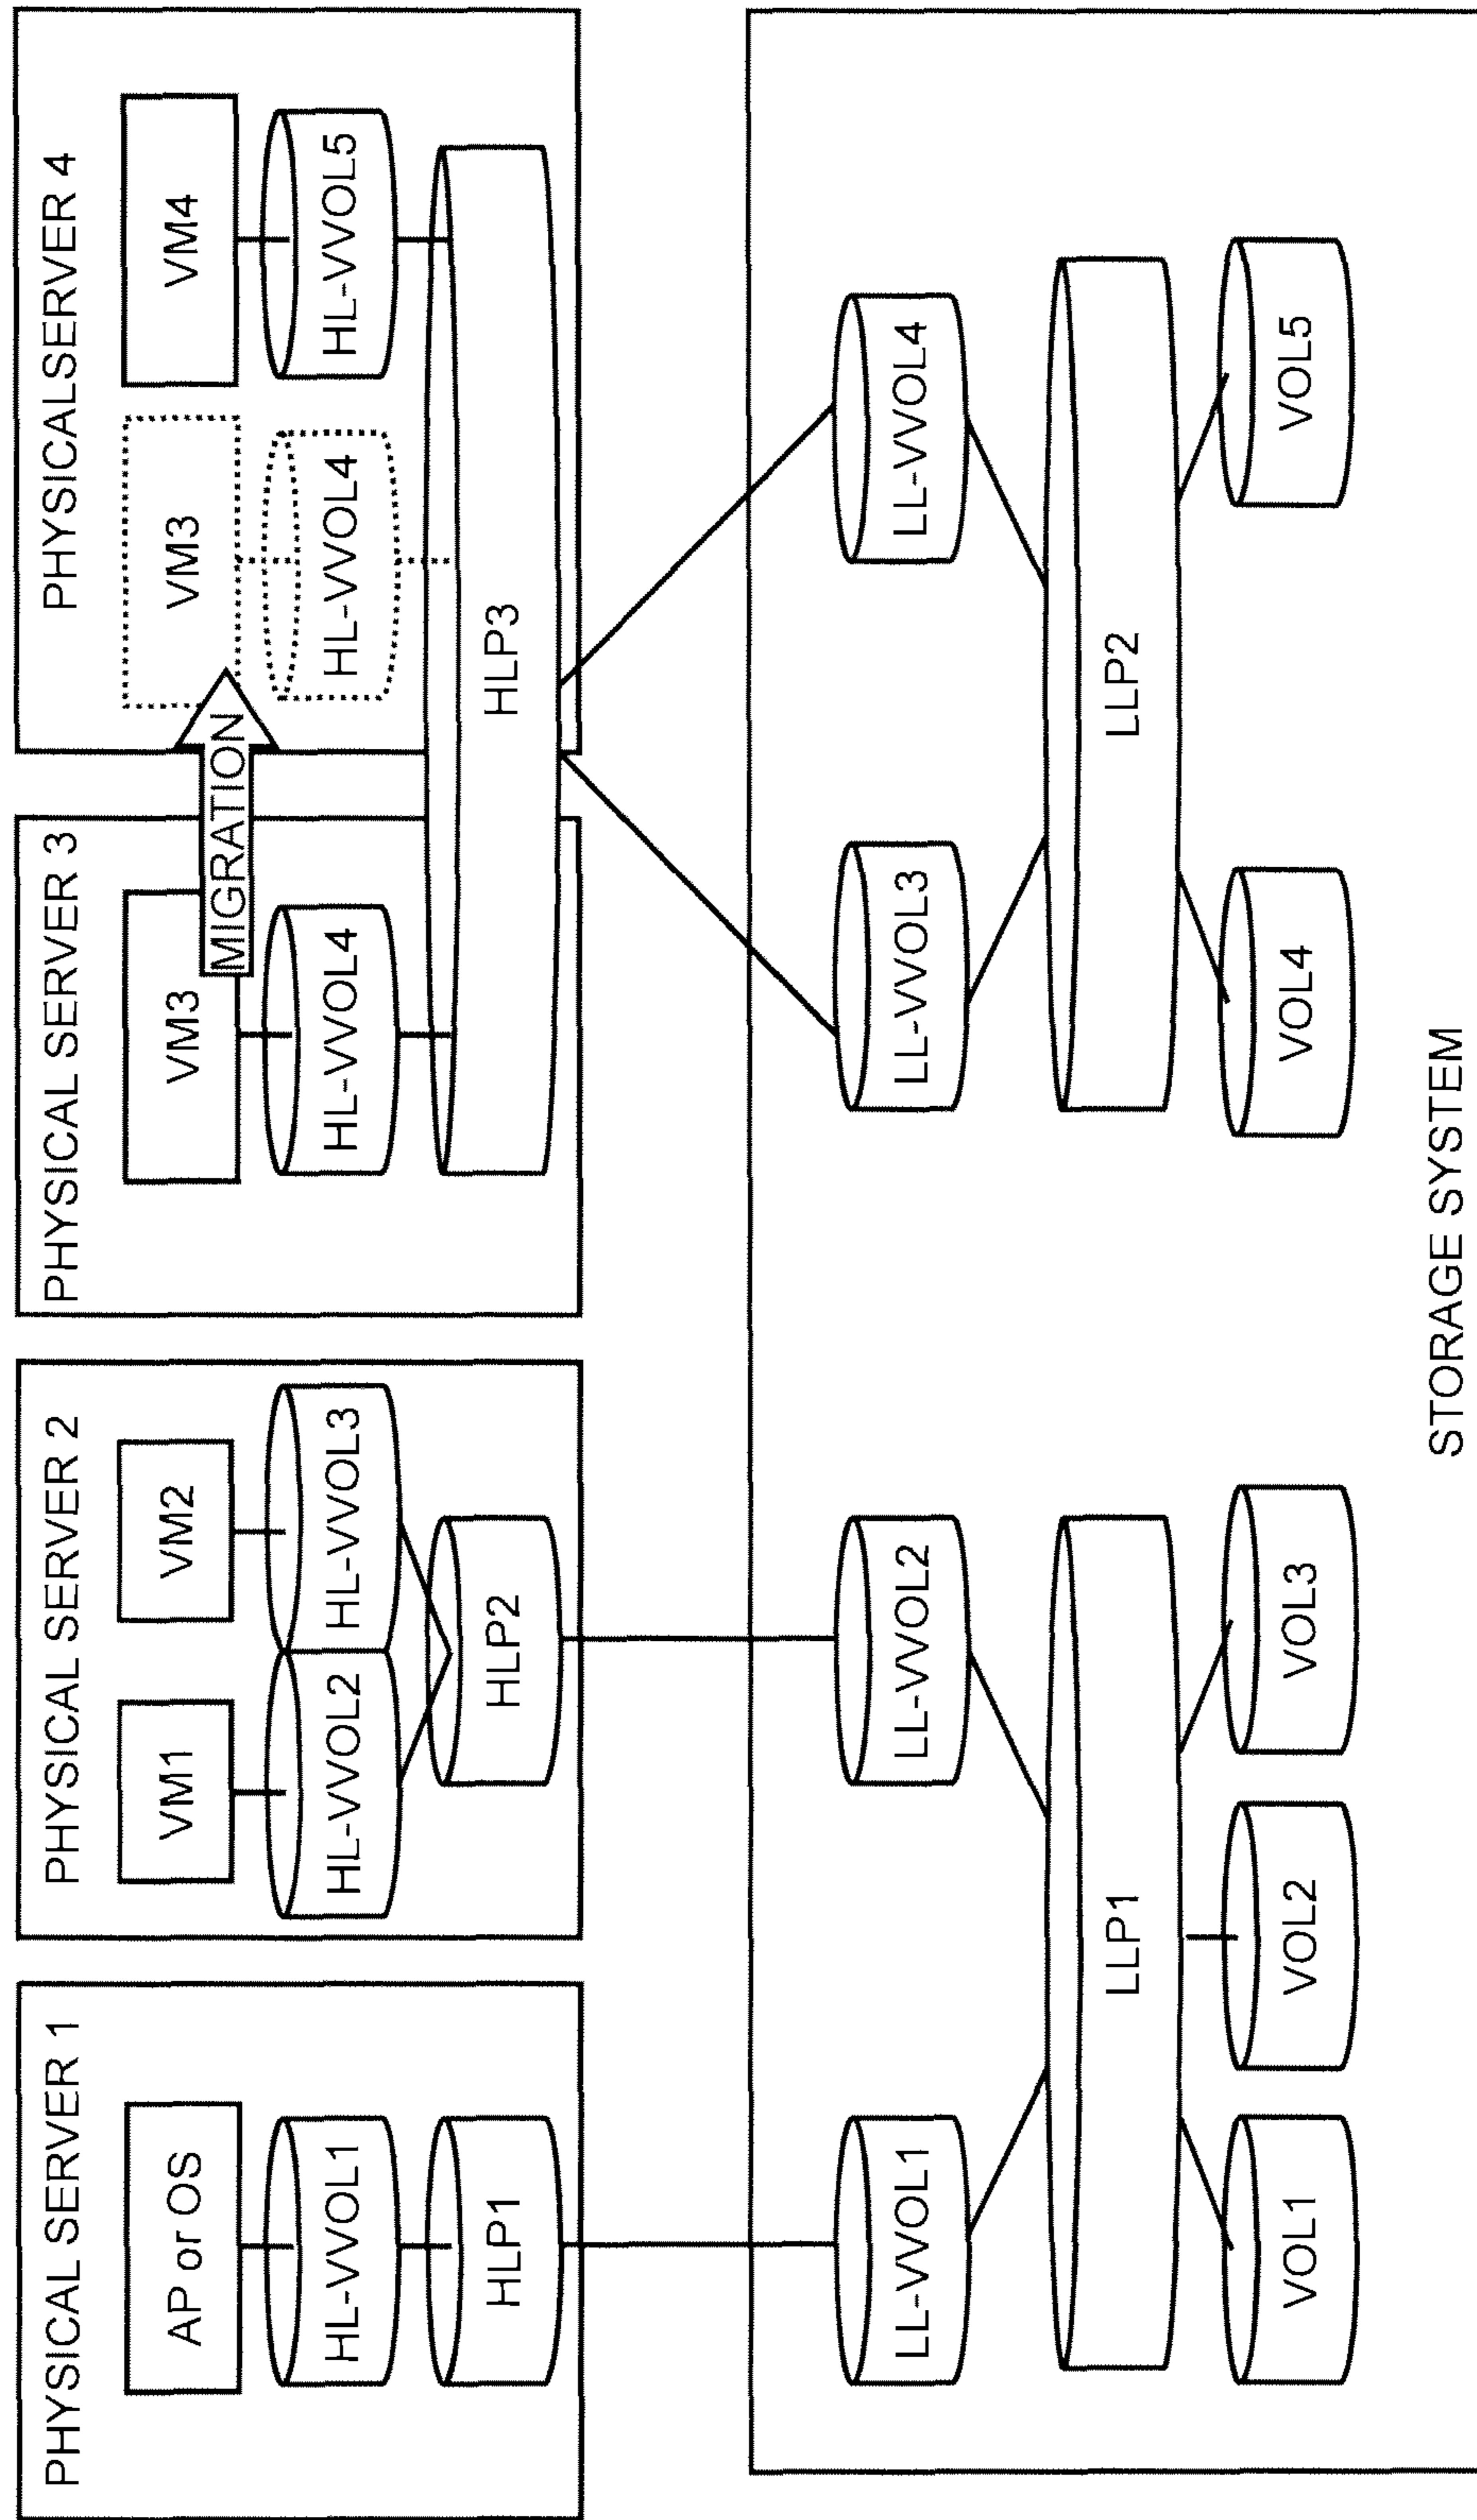 PHYSICAL SERVER 1
AP or OS
HL-VVOL1
HLP1
PHYSICAL SERVER 2
VM1
VM2
HL-VVOL2
HL-VVOL3
HLP2
PHYSICAL SERVER 3
VM3
MIGRATION
HL-VVOL4
PHYSICALSERVER 4
VM3
VM4
HL-VVOL4
HL-VVOL5
HLP3
LL-VVOL1
LL-VVOL2
LL-VVOL3
LL-VVOL4
LLP1
LLP2
VOL1
VOL2
VOL3
VOL4
VOL5
STORAGE SYSTEM